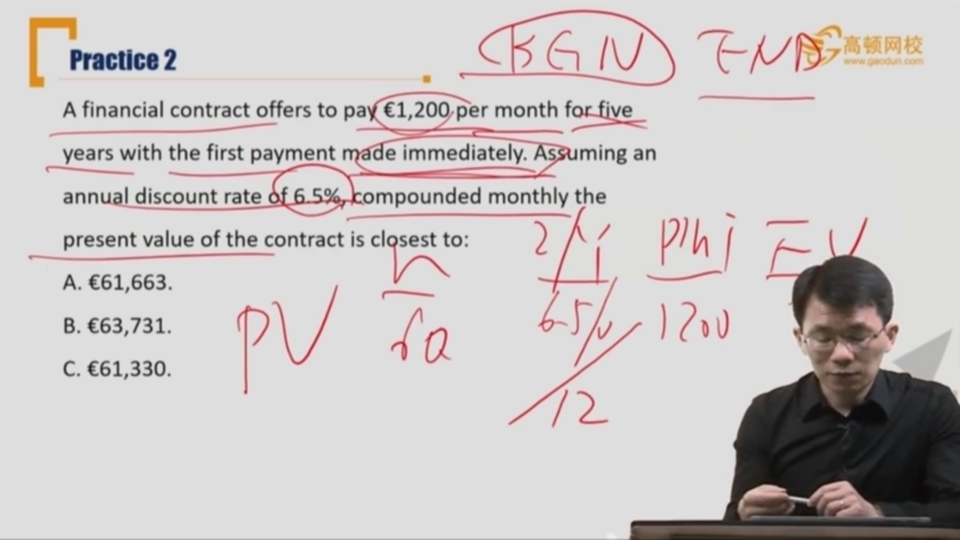 Practice 2
BGN END
高顿网校
www.gaodun.com
A financial contract offers to pay €1,200 per month for five
years with the first payment made immediately. Assuming an
annual discount rate of 6.5%, compounded monthly the
present value of the contract is closest to:
A. €61,663.
B. €63,731.
C. €61,330.
PV
n
60
6.5%
12
1200